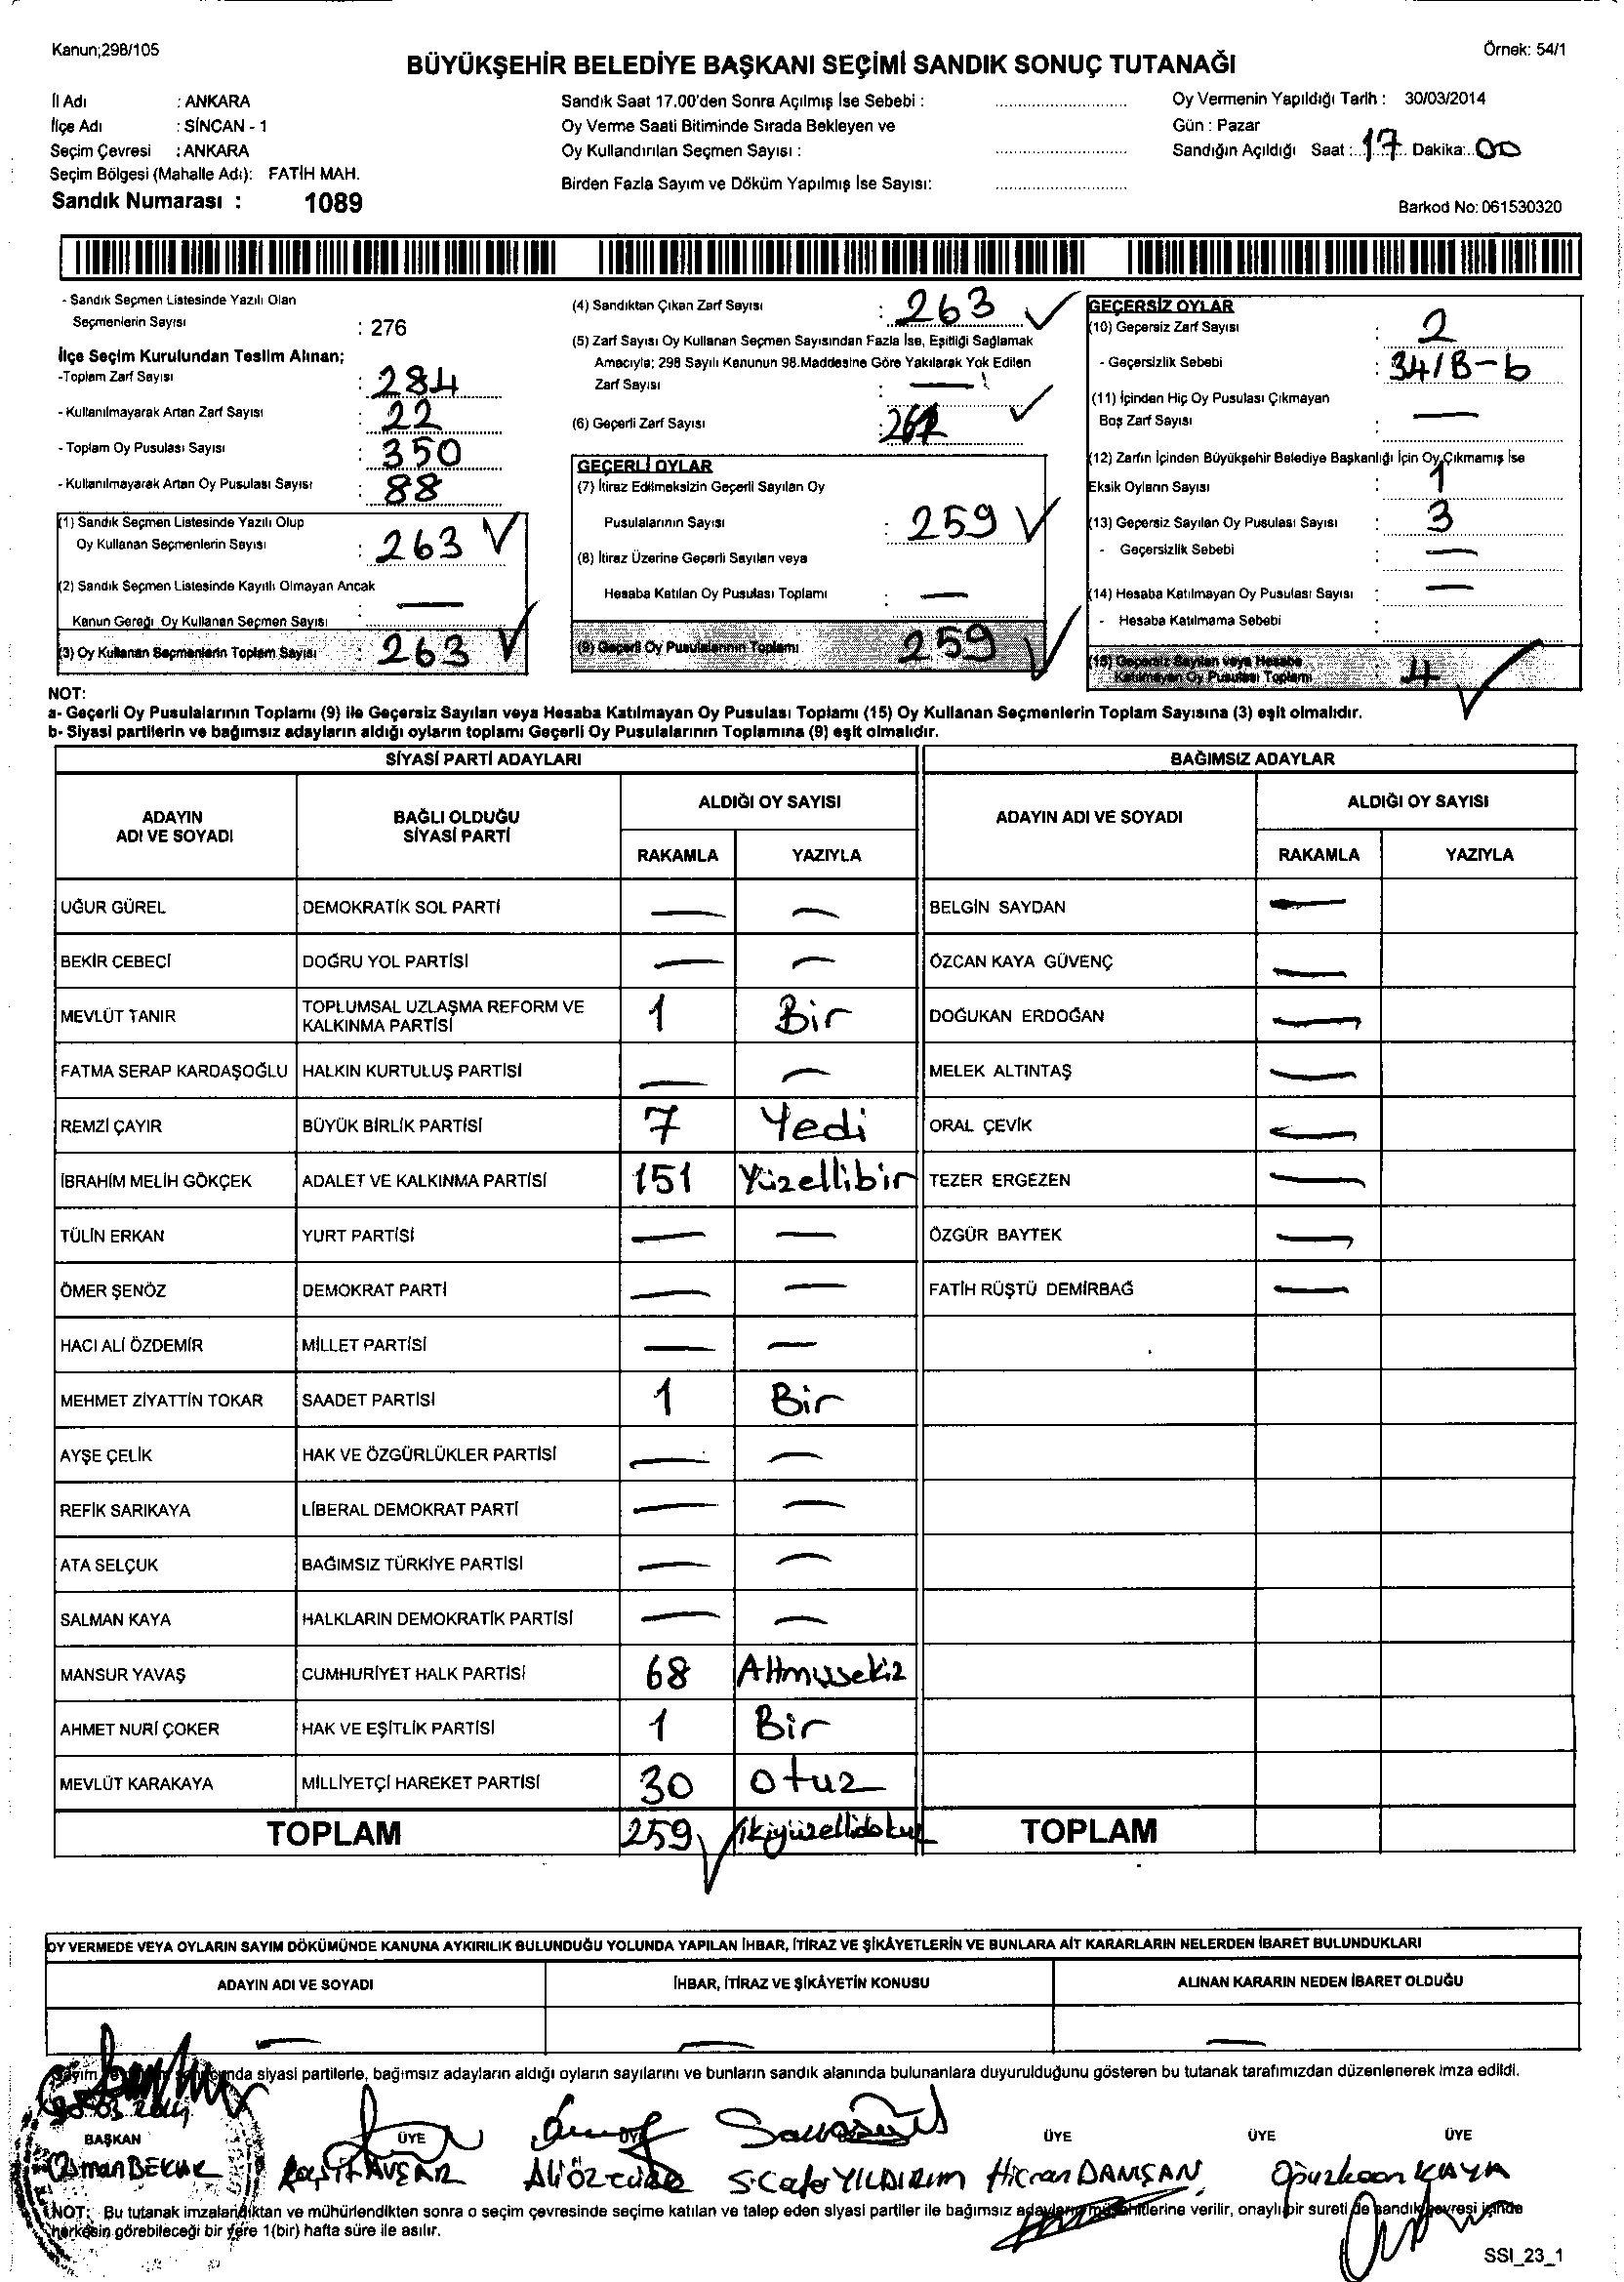 Kanun;298/105
Örnek: 54/1
BÜYÜKŞEHİR BELEDİYE BAŞKANI SEÇİMİ SANDIK SONUÇ TUTANAĞI
İl Adı : ANKARA
İlçe Adı : SİNCAN - 1
Seçim Çevresi : ANKARA
Seçim Bölgesi (Mahalle Adı): FATİH MAH.
Sandık Numarası : 1089
Sandık Saat 17.00'den Sonra Açılmış İse Sebebi :
Oy Verme Saati Bitiminde Sırada Bekleyen ve
Oy Kullandırılan Seçmen Sayısı :
Birden Fazla Sayım ve Döküm Yapılmış İse Sayısı:
Oy Vermenin Yapıldığı Tarih : 30/03/2014
Gün : Pazar
Sandığın Açıldığı Saat : 17 Dakika: 00
Barkod No: 061530320
- Sandık Seçmen Listesinde Yazılı Olan
Seçmenlerin Sayısı : 276
İlçe Seçim Kurulundan Teslim Alınan;
-Toplam Zarf Sayısı : 284
- Kullanılmayarak Artan Zarf Sayısı : 22
- Toplam Oy Pusulası Sayısı : 350
- Kullanılmayarak Artan Oy Pusulası Sayısı : 88
(1) Sandık Seçmen Listesinde Yazılı Olup
Oy Kullanan Seçmenlerin Sayısı : 263
(2) Sandık Seçmen Listesinde Kayıtlı Olmayan Ancak
Kanun Gereği Oy Kullanan Seçmen Sayısı : —
(3) Oy Kullanan Seçmenlerin Toplam Sayısı : 263
(4) Sandıktan Çıkan Zarf Sayısı : 263
(5) Zarf Sayısı Oy Kullanan Seçmen Sayısından Fazla İse, Eşitliği Sağlamak
Amacıyla; 298 Sayılı Kanunun 98.Maddesine Göre Yakılarak Yok Edilen
Zarf Sayısı : —
(6) Geçerli Zarf Sayısı :
GEÇERLİ OYLAR
(7) İtiraz Edilmeksizin Geçerli Sayılan Oy
Pusulalarının Sayısı : 259
(8) İtiraz Üzerine Geçerli Sayılan veya
Hesaba Katılan Oy Pusulası Toplamı : —
(9) Geçerli Oy Pusulalarının Toplamı 259
GEÇERSİZ OYLAR
(10) Geçersiz Zarf Sayısı : 2
- Geçersizlik Sebebi : 34/B-b
(11) İçinden Hiç Oy Pusulası Çıkmayan
Boş Zarf Sayısı : —
(12) Zarfın İçinden Büyükşehir Belediye Başkanlığı İçin Oy Çıkmamış İse
Eksik Oyların Sayısı : 1
(13) Geçersiz Sayılan Oy Pusulası Sayısı : 3
- Geçersizlik Sebebi : —
(14) Hesaba Katılmayan Oy Pusulası Sayısı : —
- Hesaba Katılmama Sebebi :
(15) Geçersiz Sayılan veya Hesaba
Katılmayan Oy Pusulası Toplamı : 4
NOT:
a- Geçerli Oy Pusulalarının Toplamı (9) ile Geçersiz Sayılan veya Hesaba Katılmayan Oy Pusulası Toplamı (15) Oy Kullanan Seçmenlerin Toplam Sayısına (3) eşit olmalıdır.
b- Siyasi partilerin ve bağımsız adayların aldığı oyların toplamı Geçerli Oy Pusulalarının Toplamına (9) eşit olmalıdır.
SİYASİ PARTİ ADAYLARI BAĞIMSIZ ADAYLAR
ADAYIN ADI VE SOYADI BAĞLI OLDUĞU SİYASİ PARTİ ALDIĞI OY SAYISI ADAYIN ADI VE SOYADI ALDIĞI OY SAYISI
RAKAMLA YAZIYLA RAKAMLA YAZIYLA
UĞUR GÜREL DEMOKRATİK SOL PARTİ — — BELGİN SAYDAN —
BEKİR CEBECİ DOĞRU YOL PARTİSİ — — ÖZCAN KAYA GÜVENÇ —
MEVLÜT TANIR TOPLUMSAL UZLAŞMA REFORM VE KALKINMA PARTİSİ 1 Bir DOĞUKAN ERDOĞAN —
FATMA SERAP KARDAŞOĞLU HALKIN KURTULUŞ PARTİSİ — — MELEK ALTINTAŞ —
REMZİ ÇAYIR BÜYÜK BİRLİK PARTİSİ 7 Yedi ORAL ÇEVİK —
İBRAHİM MELİH GÖKÇEK ADALET VE KALKINMA PARTİSİ 151 Yüzellibir TEZER ERGEZEN —
TÜLİN ERKAN YURT PARTİSİ — — ÖZGÜR BAYTEK —
ÖMER ŞENÖZ DEMOKRAT PARTİ — — FATİH RÜŞTÜ DEMİRBAĞ —
HACI ALİ ÖZDEMİR MİLLET PARTİSİ — —
MEHMET ZİYATTİN TOKAR SAADET PARTİSİ 1 Bir
AYŞE ÇELİK HAK VE ÖZGÜRLÜKLER PARTİSİ — —
REFİK SARIKAYA LİBERAL DEMOKRAT PARTİ — —
ATA SELÇUK BAĞIMSIZ TÜRKİYE PARTİSİ — —
SALMAN KAYA HALKLARIN DEMOKRATİK PARTİSİ — —
MANSUR YAVAŞ CUMHURİYET HALK PARTİSİ 68 Altmışsekiz
AHMET NURİ ÇOKER HAK VE EŞİTLİK PARTİSİ 1 Bir
MEVLÜT KARAKAYA MİLLİYETÇİ HAREKET PARTİSİ 30 Otuz
TOPLAM 259 ikiyüzellidokuz TOPLAM
OY VERMEDE VEYA OYLARIN SAYIM DÖKÜMÜNDE KANUNA AYKIRILIK BULUNDUĞU YOLUNDA YAPILAN İHBAR, İTİRAZ VE ŞİKÂYETLERİN VE BUNLARA AİT KARARLARIN NELERDEN İBARET BULUNDUKLARI
ADAYIN ADI VE SOYADI İHBAR, İTİRAZ VE ŞİKÂYETİN KONUSU ALINAN KARARIN NEDEN İBARET OLDUĞU
— — —
siyasi partilerle, bağımsız adayların aldığı oyların sayılarını ve bunların sandık alanında bulunanlara duyurulduğunu gösteren bu tutanak tarafımızdan düzenlenerek imza edildi.
BAŞKAN ÜYE ÜYE ÜYE ÜYE
Osman Raşit AVŞAR Ali Öztürk YILDIRIM Hicran Oğuzhan KAYA
NOT: Bu tutanak imzalandıktan ve mühürlendikten sonra o seçim çevresinde seçime katılan ve talep eden siyasi partiler ile bağımsız adayların müşahitlerine verilir, onaylı bir sureti de sandık çevresi içinde
herkesin görebileceği bir yere 1(bir) hafta süre ile asılır.
SSI_23_1